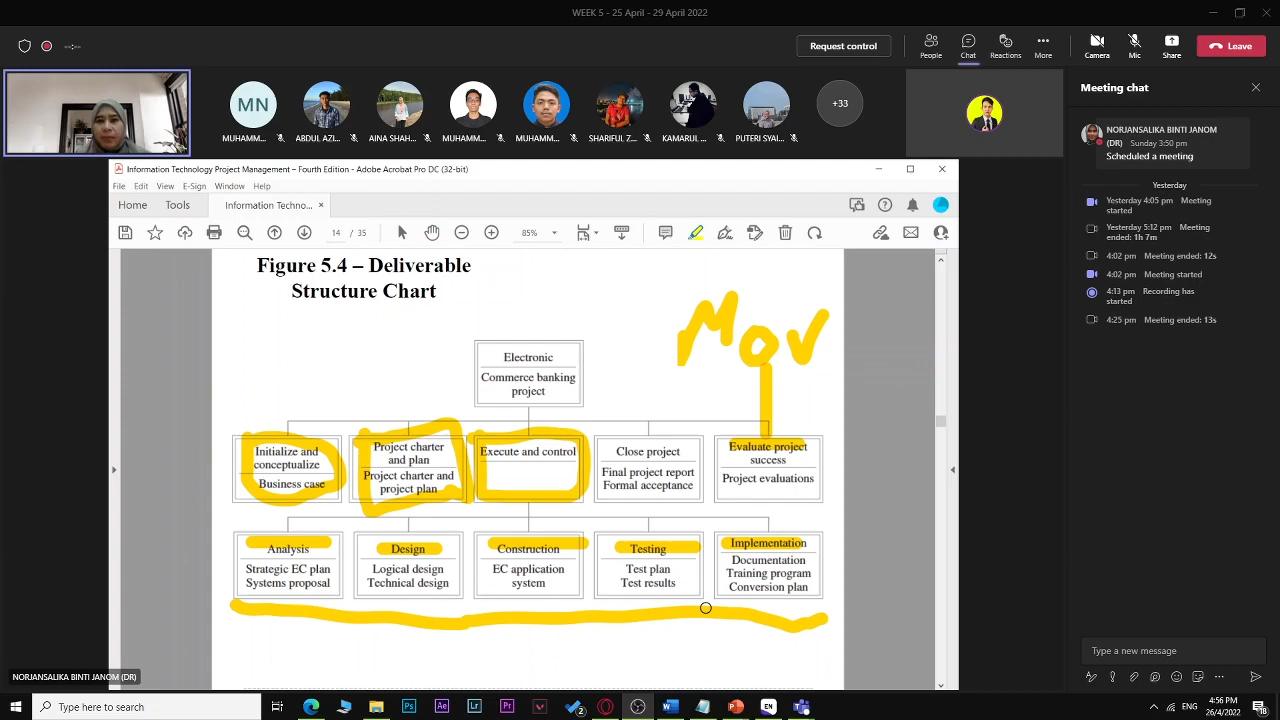 WEEK 5 - 25 April - 29 April 2022
--:--
Request control
People
Chat
Reactions
More
Camera
Mic
Share
Leave
MN
+33
MUHAMM...
ABDUL AZI...
AINA SHAH...
MUHAMM...
MUHAMM...
SHARIFUL Z...
KAMARUL ...
PUTERI SYAI...
Meeting chat
NORJANSALIKA BINTI JANOM (DR)
Sunday 3:50 pm
Scheduled a meeting
Yesterday
Yesterday 4:05 pm Meeting started
Yesterday 5:12 pm Meeting ended: 1h 7m
4:02 pm Meeting ended: 12s
4:02 pm Meeting started
4:13 pm Recording has started
4:25 pm Meeting ended: 13s
Type a new message
Information Technology Project Management – Fourth Edition - Adobe Acrobat Pro DC (32-bit)
File Edit View E-Sign Window Help
Home Tools Information Techno... ×
14 / 35
85%
Figure 5.4 – Deliverable
Structure Chart
MOV
Electronic
Commerce banking
project
Initialize and
conceptualize
Business case
Project charter
and plan
Project charter and
project plan
Execute and control
Close project
Final project report
Formal acceptance
Evaluate project
success
Project evaluations
Analysis
Strategic EC plan
Systems proposal
Design
Logical design
Technical design
Construction
EC application
system
Testing
Test plan
Test results
Implementation
Documentation
Training program
Conversion plan
NORJANSALIKA BINTI JANOM (DR)
Type here to search
Ps
Ae
Lr
Pr
2
EN
ENG
4:56 PM
26/4/2022